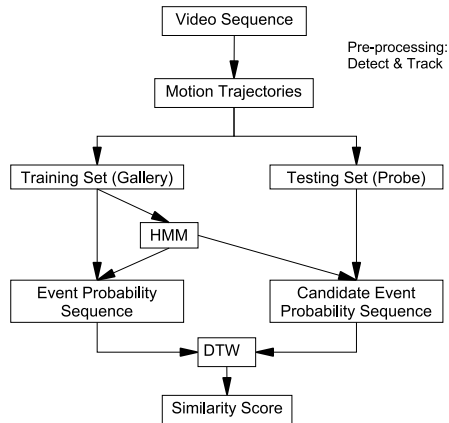 Video Sequence
Pre-processing:
Detect & Track
Motion Trajectories
Training Set (Gallery)
Testing Set (Probe)
HMM
Event Probability
Sequence
Candidate Event
Probability Sequence
DTW
Similarity Score